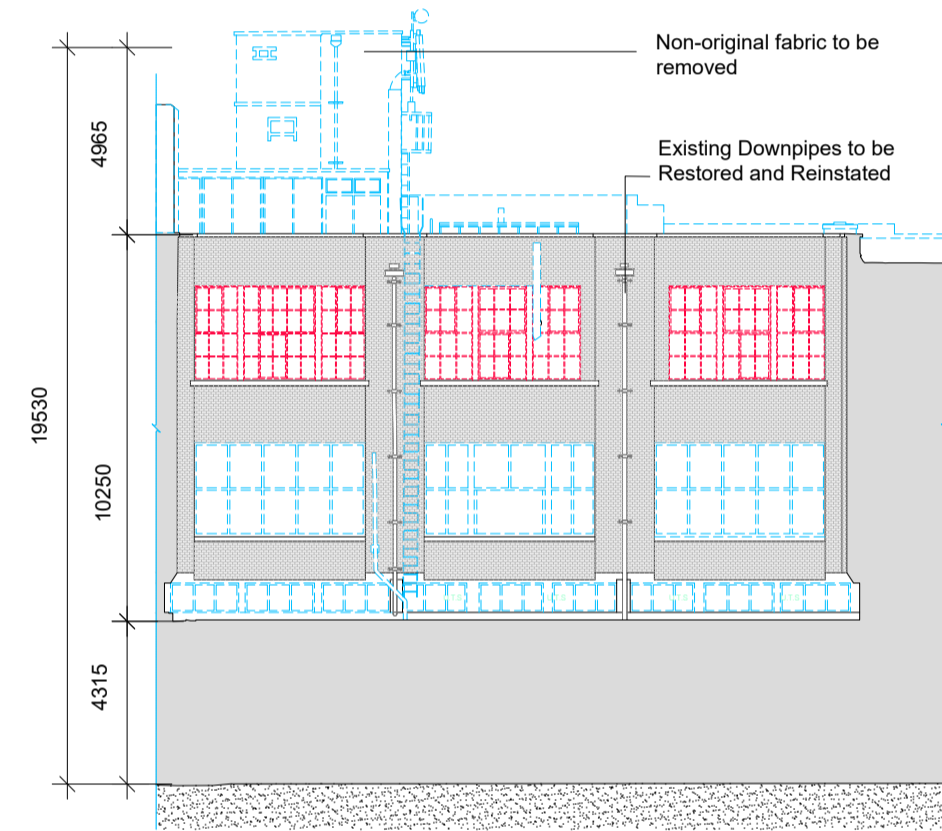 Non-original fabric to be
removed
Existing Downpipes to be
Restored and Reinstated
4965
19530
10250
4315